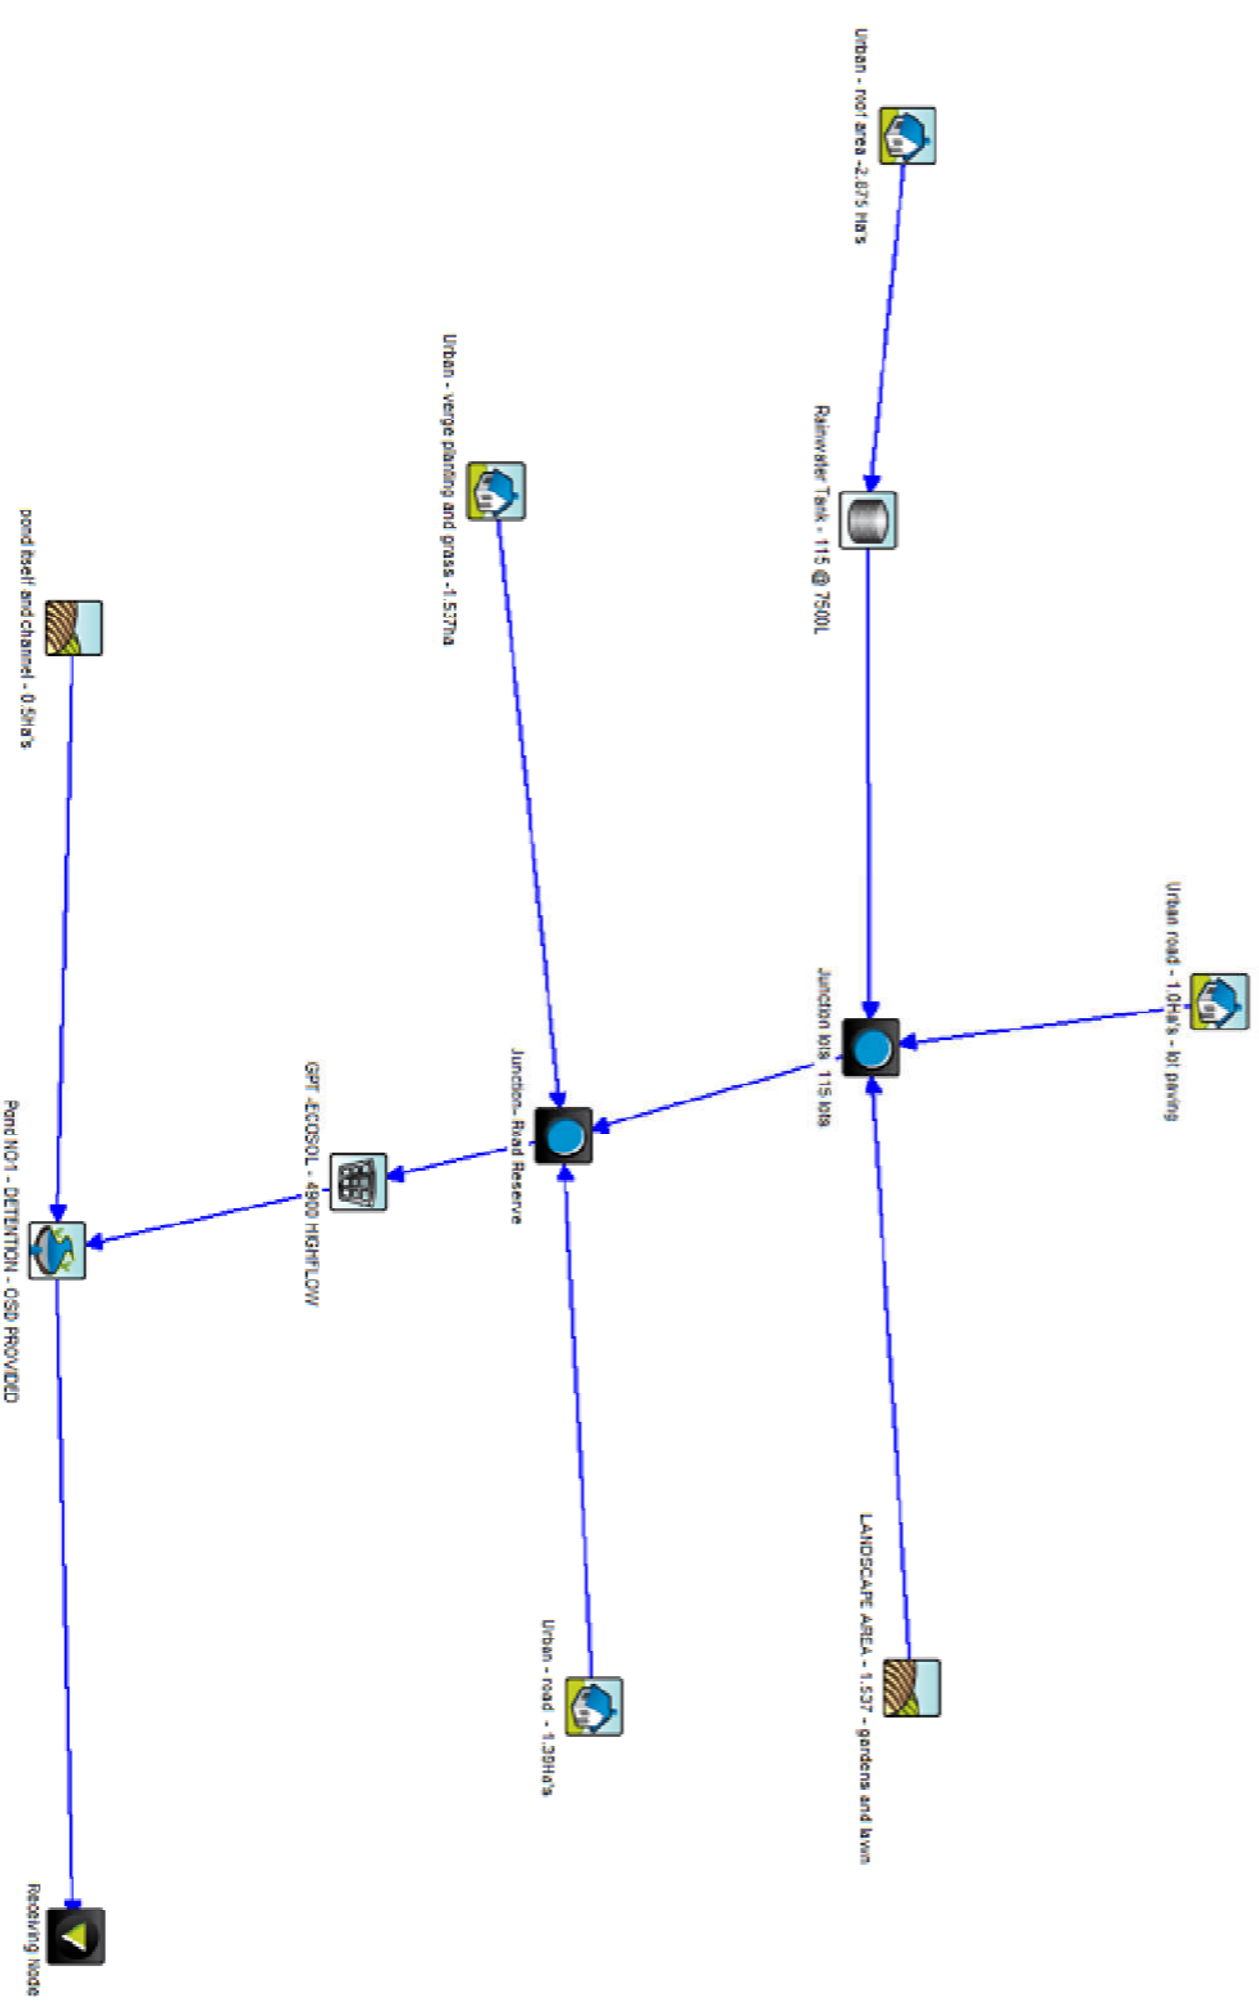 Urban road - 1.0Ha's - lot paving
Urban - roof area -2.875 Ha's
LANDSCAPE AREA - 1.537 - gardens and lawn
Rainwater Tank - 115 @ 7500L
Junction lots 115 lots
Urban - road - 1.39Ha's
Junction- Road Reserve
Urban - verge planting and grass -1.537ha
GPT -ECOSOL - 4900 HIGHFLOW
pond itself and channel - 0.5Ha's
Receiving Node
Pond NO1 - DETENTION - OSD PROVIDED